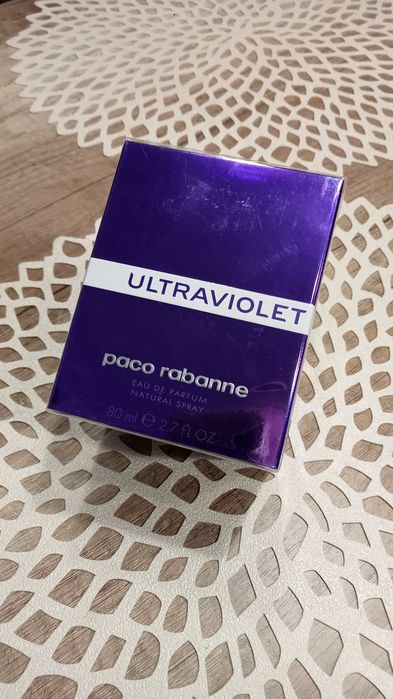 ULTRAVIOLET
paco rabanne
EAU DE PARFUM
NATURAL SPRAY
80 ml ℮ 2.7 FL OZ